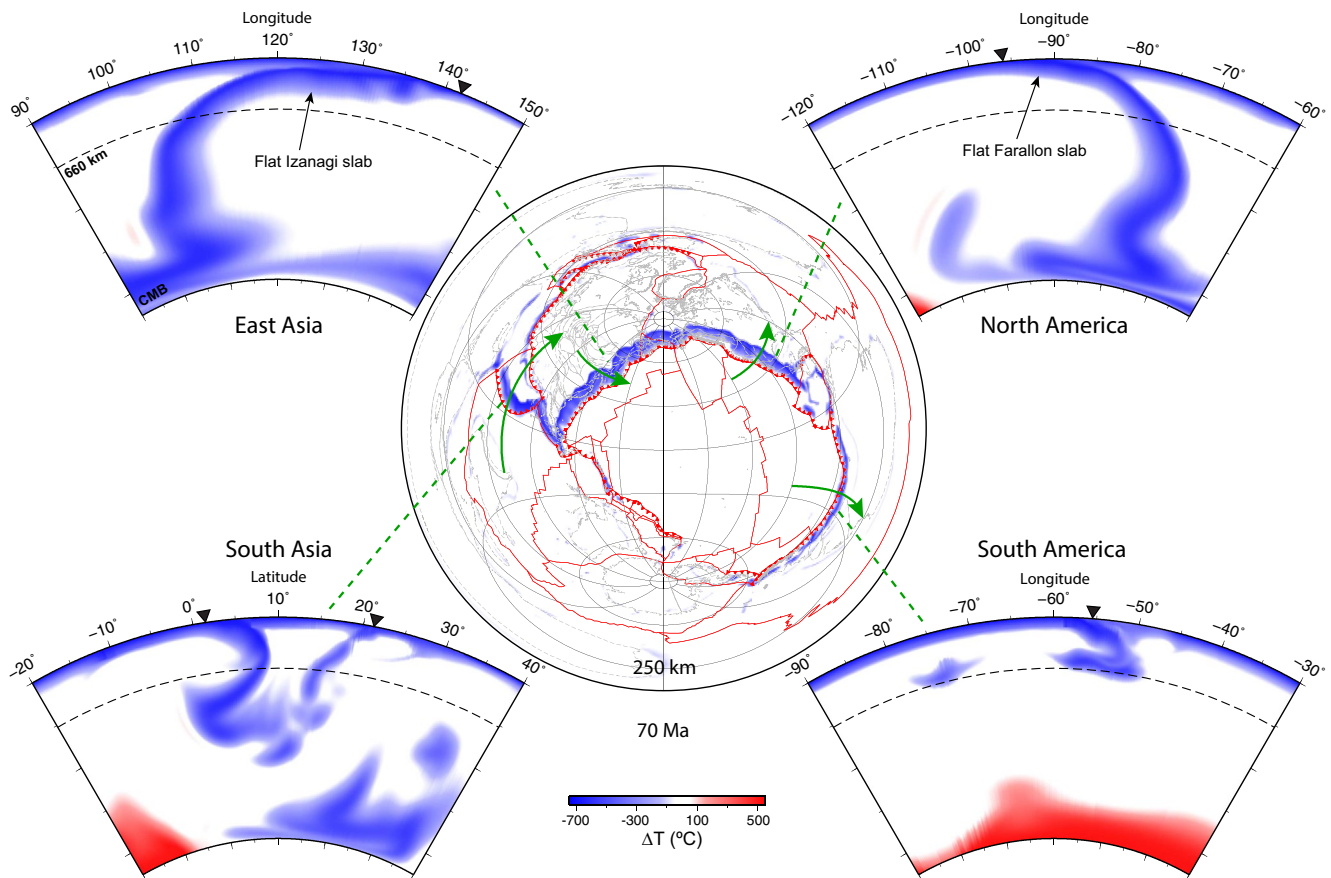 Longitude
90˚ 100˚ 110˚ 120˚ 130˚ 140˚ 150˚
660 km
Flat Izanagi slab
CMB
East Asia
Longitude
−120˚ −110˚ −100˚ −90˚ −80˚ −70˚ −60˚
Flat Farallon slab
North America
South Asia
Latitude
−20˚ −10˚ 0˚ 10˚ 20˚ 30˚ 40˚
South America
Longitude
−90˚ −80˚ −70˚ −60˚ −50˚ −40˚ −30˚
250 km
70 Ma
-700 -300 100 500
ΔT (ºC)